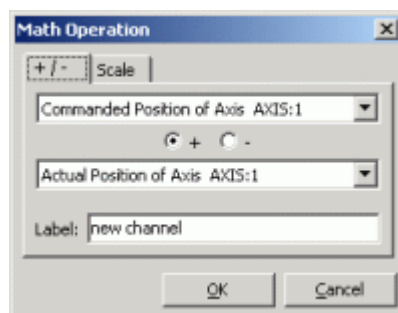 Math Operation
+ / - Scale
Commanded Position of Axis AXIS:1
+ -
Actual Position of Axis AXIS:1
Label: new channel
OK Cancel